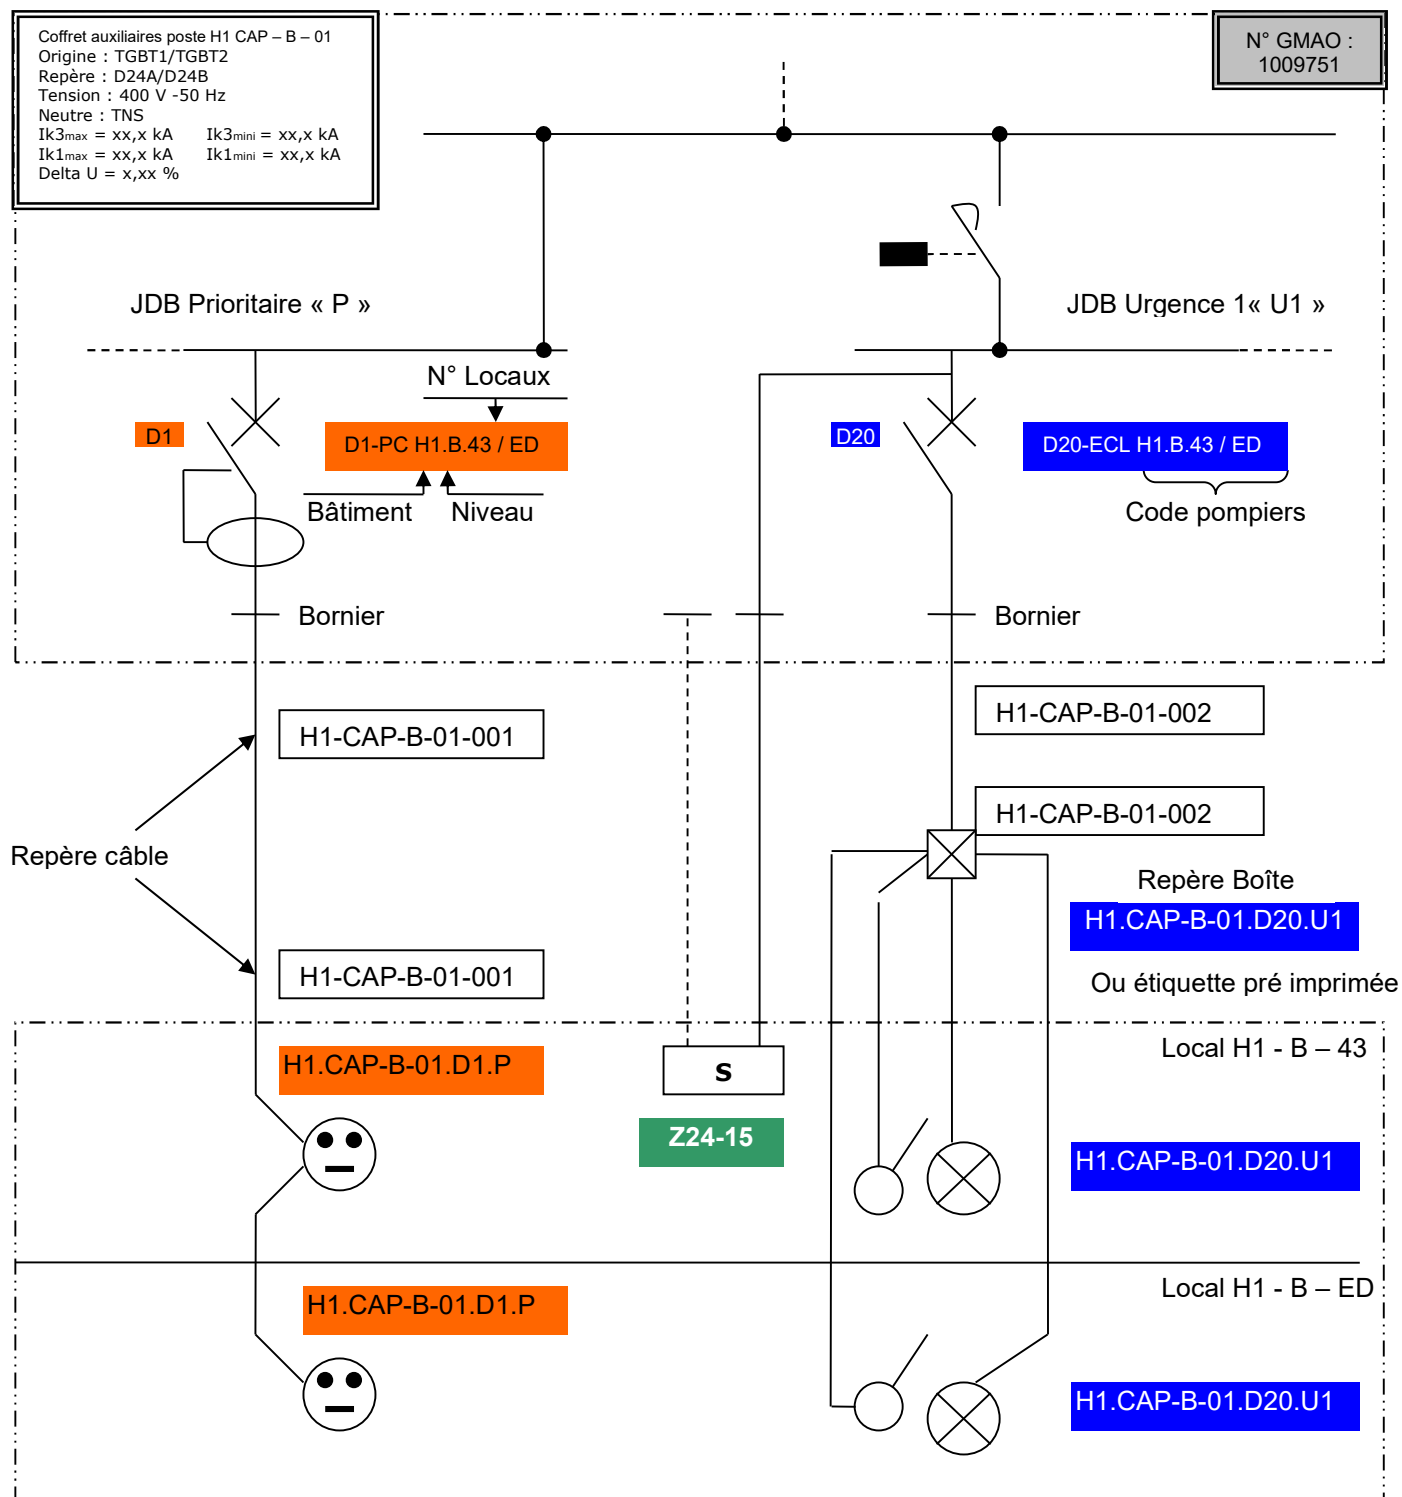 Coffret auxiliaires poste H1 CAP – B – 01
Origine : TGBT1/TGBT2
Repère : D24A/D24B
Tension : 400 V -50 Hz
Neutre : TNS
Ik3max = xx,x kA Ik3mini = xx,x kA
Ik1max = xx,x kA Ik1mini = xx,x kA
Delta U = x,xx %
N° GMAO :
1009751
JDB Prioritaire « P »
JDB Urgence 1« U1 »
N° Locaux
D1
D1-PC H1.B.43 / ED
D20
D20-ECL H1.B.43 / ED
Bâtiment
Niveau
Code pompiers
Bornier
Bornier
H1-CAP-B-01-001
H1-CAP-B-01-002
H1-CAP-B-01-002
Repère câble
Repère Boîte
H1.CAP-B-01.D20.U1
H1-CAP-B-01-001
Ou étiquette pré imprimée
Local H1 - B – 43
H1.CAP-B-01.D1.P
S
Z24-15
H1.CAP-B-01.D20.U1
Local H1 - B – ED
H1.CAP-B-01.D1.P
H1.CAP-B-01.D20.U1